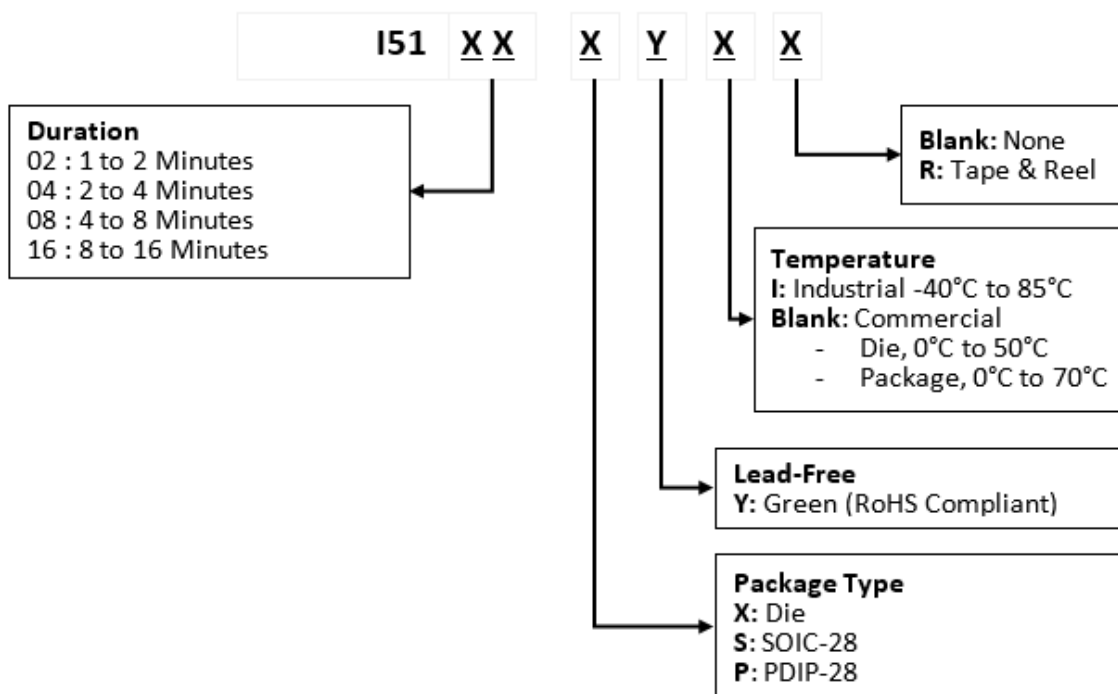 I51 X X X Y X X
Duration
02 : 1 to 2 Minutes
04 : 2 to 4 Minutes
08 : 4 to 8 Minutes
16 : 8 to 16 Minutes
Blank: None
R: Tape & Reel
Temperature
I: Industrial -40°C to 85°C
Blank: Commercial
- Die, 0°C to 50°C
- Package, 0°C to 70°C
Lead-Free
Y: Green (RoHS Compliant)
Package Type
X: Die
S: SOIC-28
P: PDIP-28